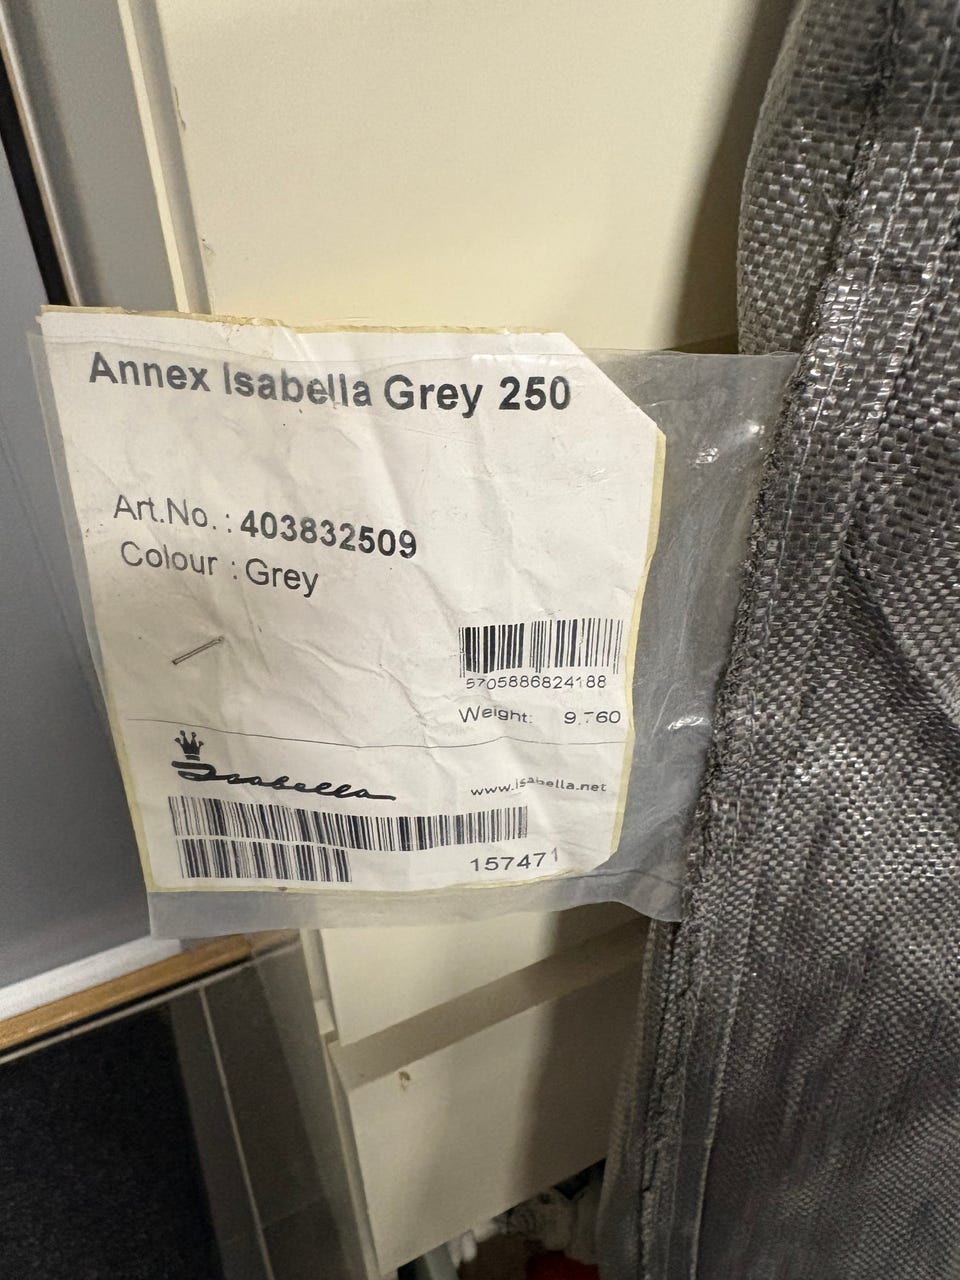 Annex Isabella Grey 250
Art.No. : 403832509
Colour : Grey
5705886824188
Weight: 9,760
Isabella
www.isabella.net
157471